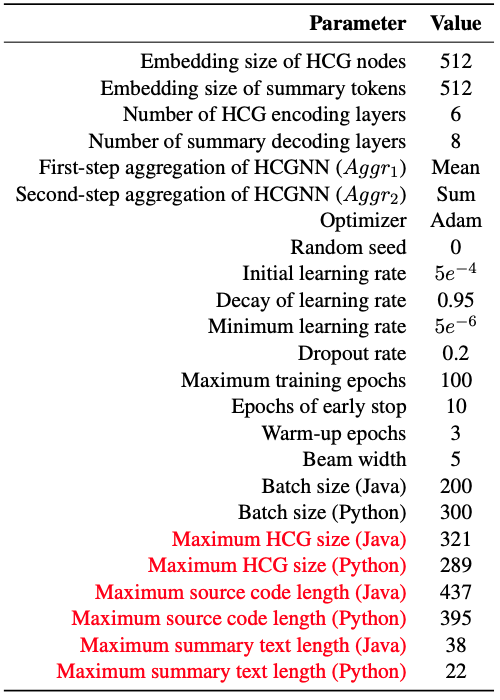 Parameter Value
Embedding size of HCG nodes 512
Embedding size of summary tokens 512
Number of HCG encoding layers 6
Number of summary decoding layers 8
First-step aggregation of HCGNN (Aggr₁) Mean
Second-step aggregation of HCGNN (Aggr₂) Sum
Optimizer Adam
Random seed 0
Initial learning rate 5e⁻⁴
Decay of learning rate 0.95
Minimum learning rate 5e⁻⁶
Dropout rate 0.2
Maximum training epochs 100
Epochs of early stop 10
Warm-up epochs 3
Beam width 5
Batch size (Java) 200
Batch size (Python) 300
Maximum HCG size (Java) 321
Maximum HCG size (Python) 289
Maximum source code length (Java) 437
Maximum source code length (Python) 395
Maximum summary text length (Java) 38
Maximum summary text length (Python) 22